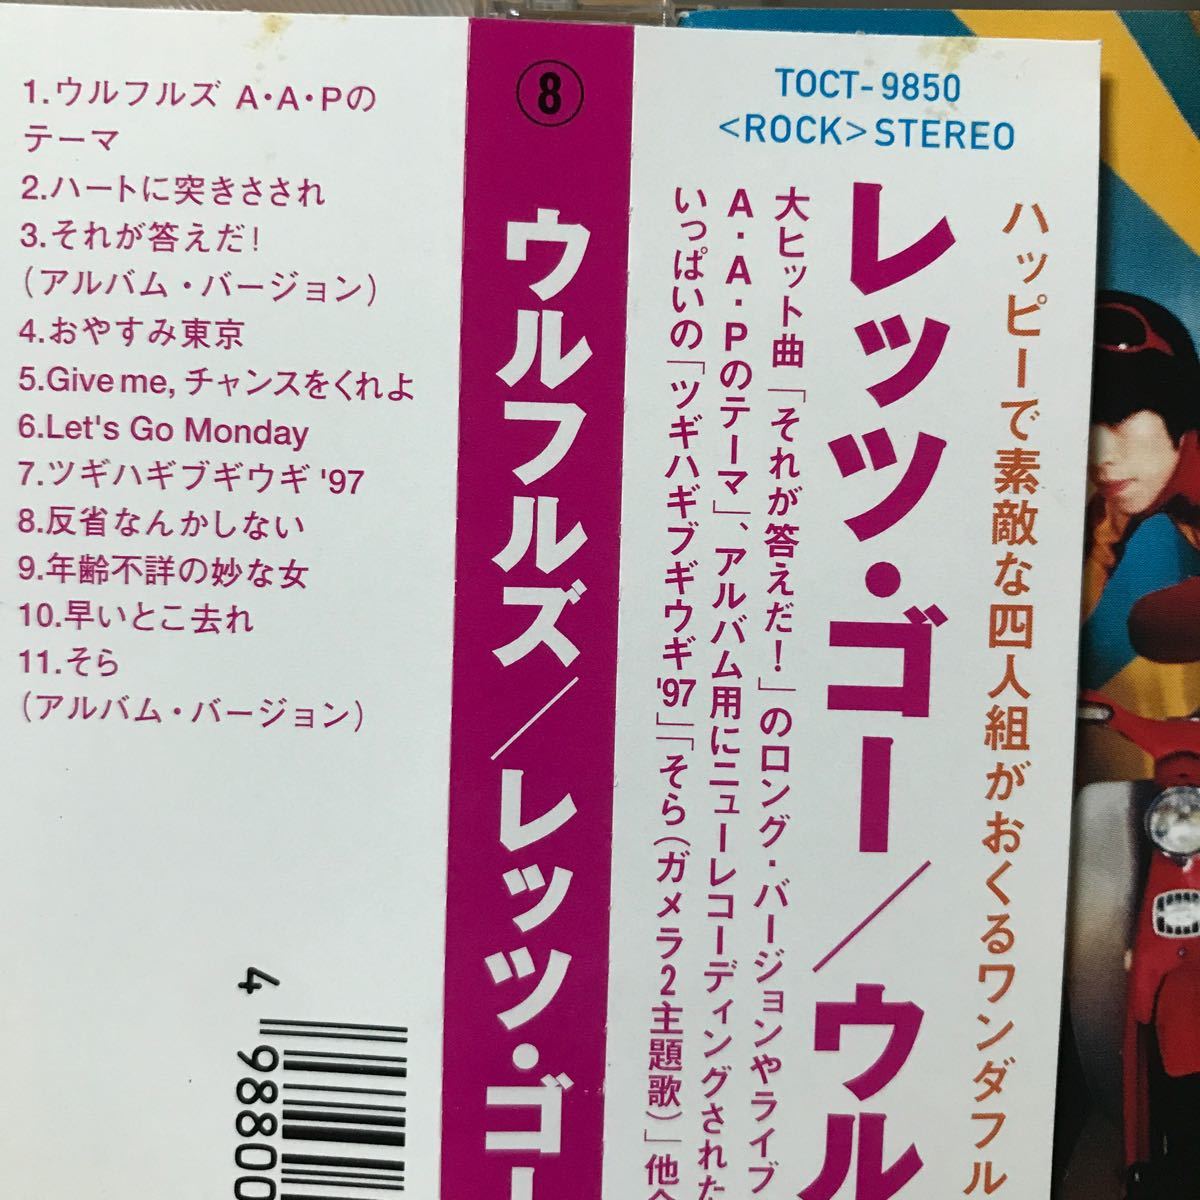 1.ウルフルズ A・A・Pの
テーマ
2.ハートに突きさされ
3.それが答えだ!
(アルバム・バージョン)
4.おやすみ東京
5.Give me, チャンスをくれよ
6.Let's Go Monday
7.ツギハギブギウギ '97
8.反省なんかしない
9.年齢不詳の妙な女
10.早いとこ去れ
11.そら
(アルバム・バージョン)
4
9880
⑧
ウルフルズ/レッツ・ゴー
TOCT-9850
<ROCK> STEREO
ハッピーで素敵な四人組がおくるワンダフル
レッツ・ゴー/ウル
大ヒット曲「それが答えだ!」のロング・バージョンやライブ
A・A・Pのテーマ」、アルバム用にニューレコーディングされた
いっぱいの「ツギハギブギウギ '97」「そら(ガメラ2主題歌)」他全